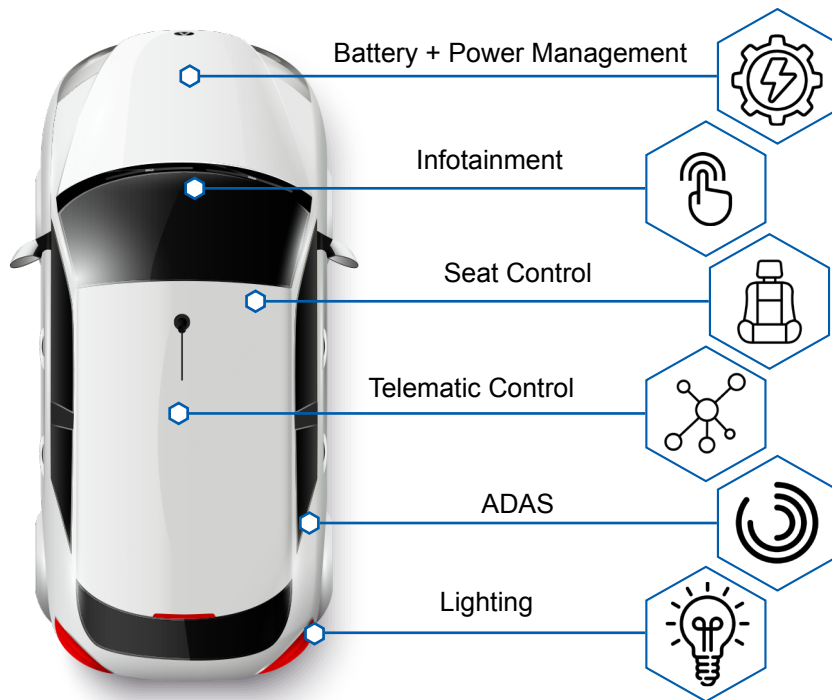 Battery + Power Management
Infotainment
Seat Control
Telematic Control
ADAS
Lighting